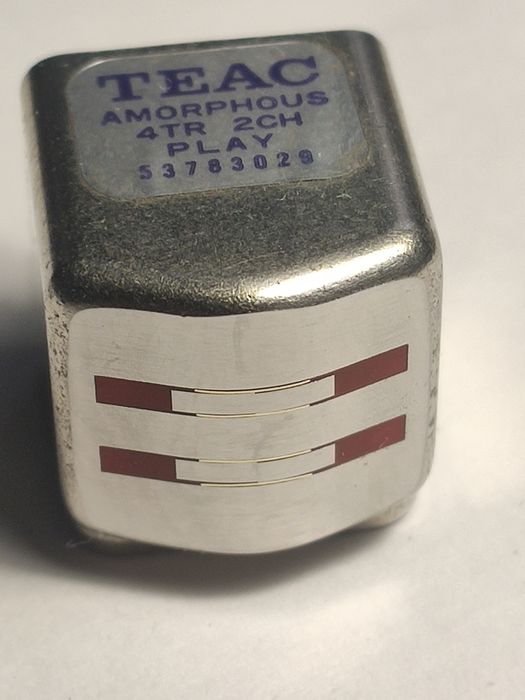 TEAC
AMORPHOUS
4TR 2CH
PLAY
53783029